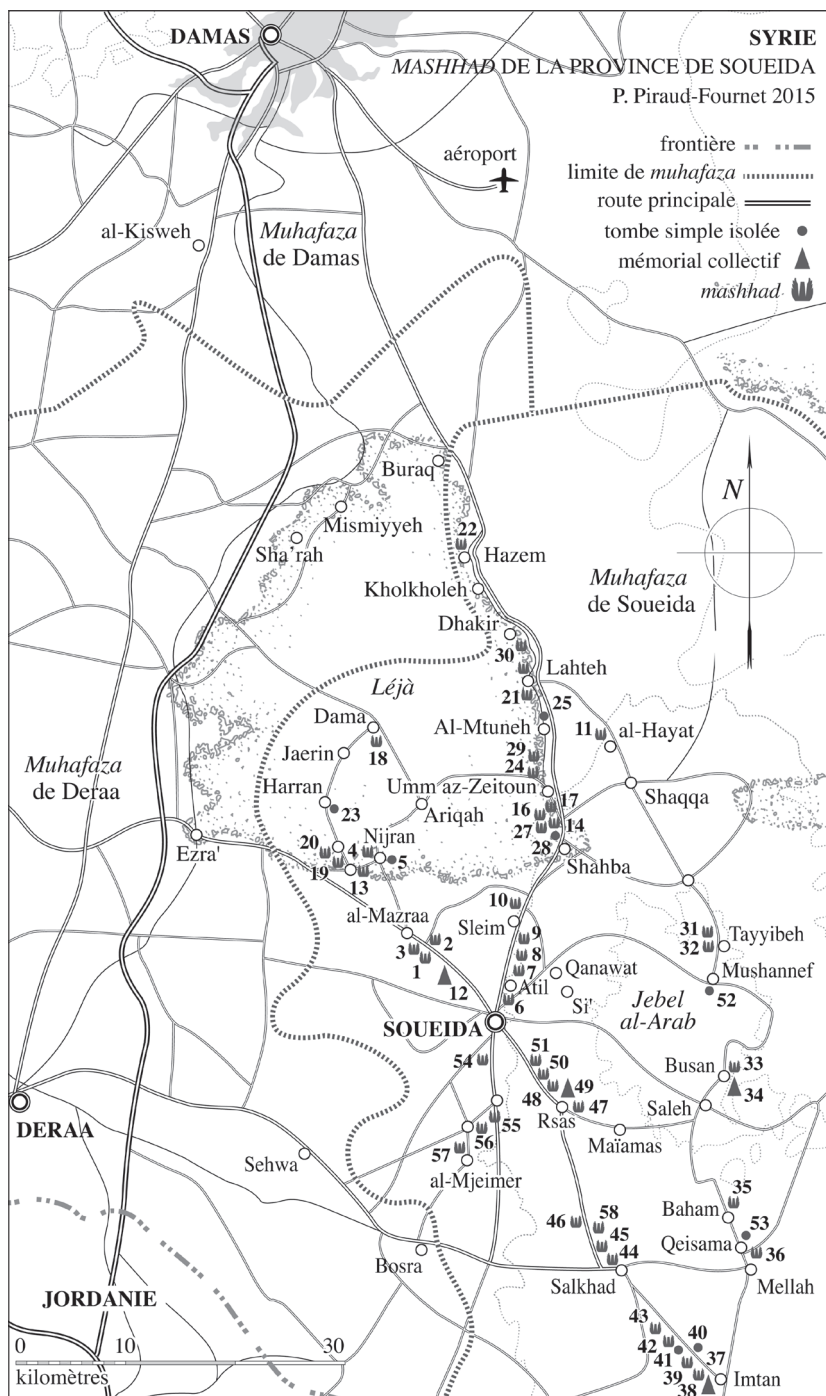 DAMAS
SYRIE
MASHHAD DE LA PROVINCE DE SOUEIDA
P. Piraud-Fournet 2015
aéroport
frontière
limite de muhafaza
route principale
tombe simple isolée
mémorial collectif
mashhad
al-Kisweh
Muhafaza
de Damas
Buraq
N
Mismiyyeh
22
Sha'rah
Hazem
Kholkholeh
Muhafaza
de Soueida
Dhakir
30
Lahteh
Léjà
21
25
Dama
Al-Mtuneh
11
al-Hayat
18
Jaerin
29
24
Muhafaza
de Deraa
Harran
Umm az-Zeitoun
17
Shaqqa
23
Ariqah
16
27
14
Ezra'
20
4
Nijran
5
28
19
13
Shahba
al-Mazraa
10
Sleim
31
3
2
9
32
Tayyibeh
1
8
7
Qanawat
Mushannef
12
Atil
Si'
Jebel
al-Arab
52
6
SOUEIDA
51
54
50
Busan
33
49
34
48
47
DERAA
Rsas
Saleh
55
56
Maïamas
Sehwa
57
al-Mjeimer
35
46
58
Baham
53
45
Qeisama
36
Bosra
44
Salkhad
Mellah
JORDANIE
43
40
0
10
30
42
37
41
kilomètres
39
Imtan
38